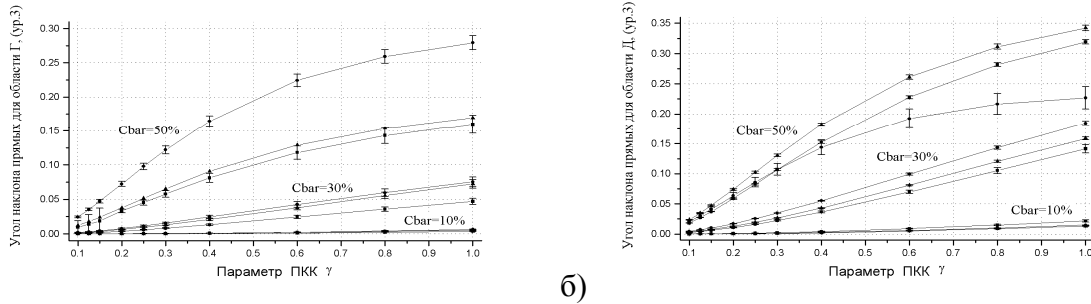 Угол наклона прямых для области Г, (ур.3)
0.30
0.25
0.20
0.15
0.10
0.05
0.00
Cbar=50%
Cbar=30%
Cbar=10%
0.1 0.2 0.3 0.4 0.5 0.6 0.7 0.8 0.9 1.0
Параметр ПКК γ
б)
Угол наклона прямых для области Д, (ур.3)
0.35
0.30
0.25
0.20
0.15
0.10
0.05
0.00
Cbar=50%
Cbar=30%
Cbar=10%
0.1 0.2 0.3 0.4 0.5 0.6 0.7 0.8 0.9 1.0
Параметр ПКК γ